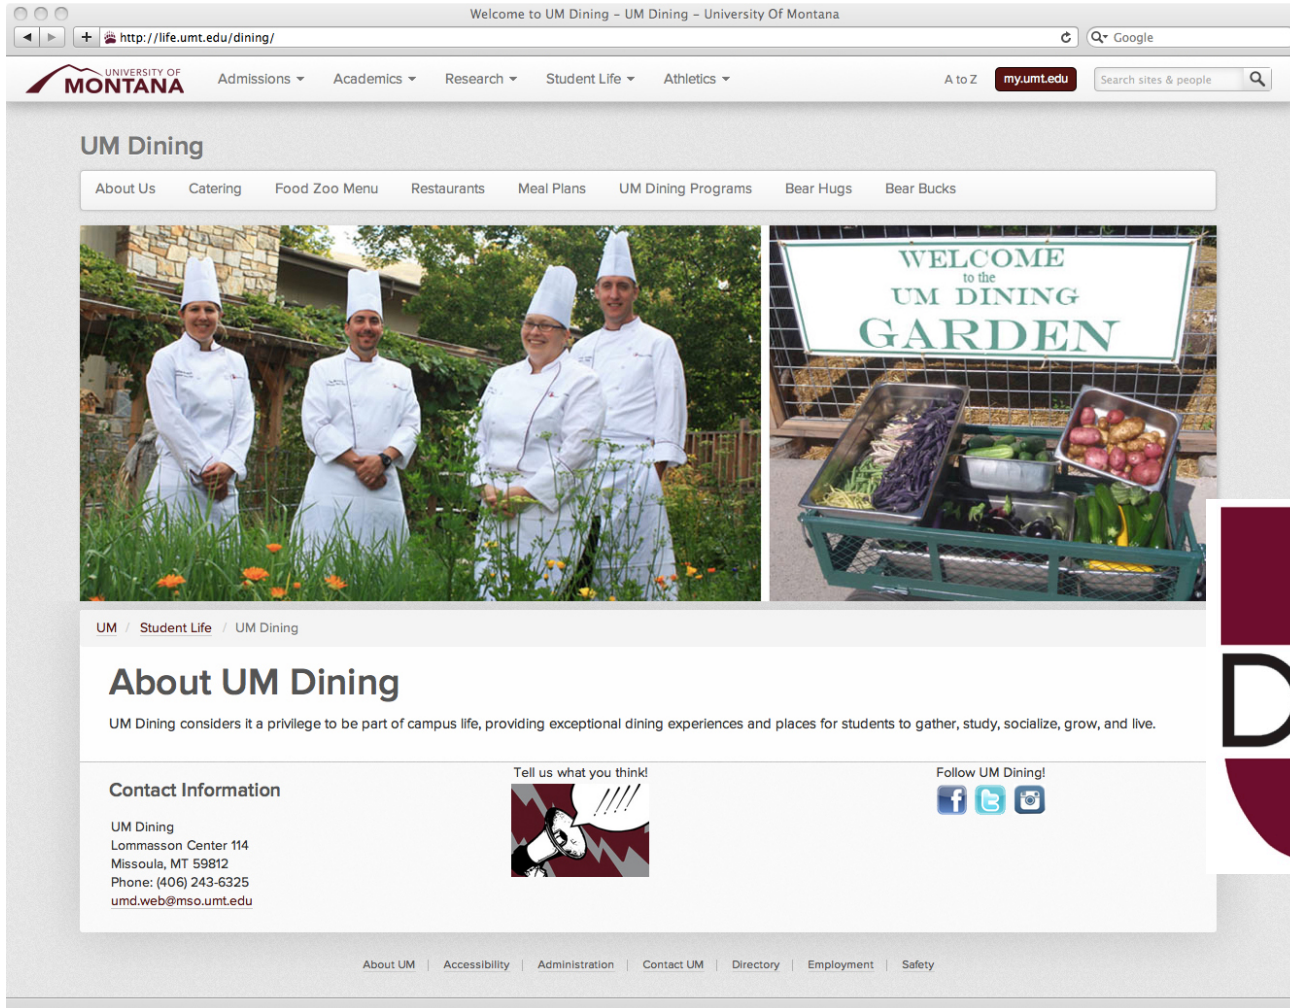 Welcome to UM Dining – UM Dining – University Of Montana
http://life.umt.edu/dining/
Google
UNIVERSITY OF
MONTANA
Admissions
Academics
Research
Student Life
Athletics
A to Z
my.umt.edu
Search sites & people
UM Dining
About Us
Catering
Food Zoo Menu
Restaurants
Meal Plans
UM Dining Programs
Bear Hugs
Bear Bucks
WELCOME
to the
UM DINING
GARDEN
UM / Student Life / UM Dining
D
About UM Dining
UM Dining considers it a privilege to be part of campus life, providing exceptional dining experiences and places for students to gather, study, socialize, grow, and live.
Contact Information
UM Dining
Lommasson Center 114
Missoula, MT 59812
Phone: (406) 243-6325
umd.web@mso.umt.edu
Tell us what you think!
!!!!
Follow UM Dining!
About UM | Accessibility | Administration | Contact UM | Directory | Employment | Safety